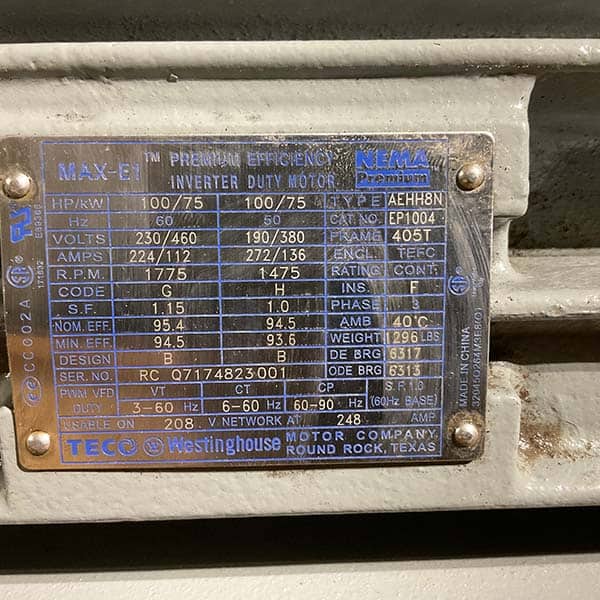 MAX-E1 ™ PREMIUM EFFICIENCY INVERTER DUTY MOTOR NEMA Premium
HP/kW 100/75 100/75 TYPE AEHH8N
Hz 60 50 CAT.NO. EP1004
VOLTS 230/460 190/380 FRAME 405T
AMPS 224/112 272/136 ENCL. TEFC
R.P.M. 1775 1475 RATING CONT.
CODE G H INS. F
S.F. 1.15 1.0 PHASE 3
NOM.EFF. 95.4 94.5 AMB 40°C
MIN.EFF. 94.5 93.6 WEIGHT 1296 LBS
DESIGN B B DE BRG 6317
SER.NO. RC Q7174823001 ODE BRG 6313
PWM VFD VT CT CP S.F.1.0
DUTY 3-60 Hz 6-60 Hz 60-90 Hz (60Hz BASE)
USABLE ON 208 V NETWORK AT 248 AMP
TECO W Westinghouse MOTOR COMPANY
ROUND ROCK, TEXAS
MADE IN CHINA
CC002A